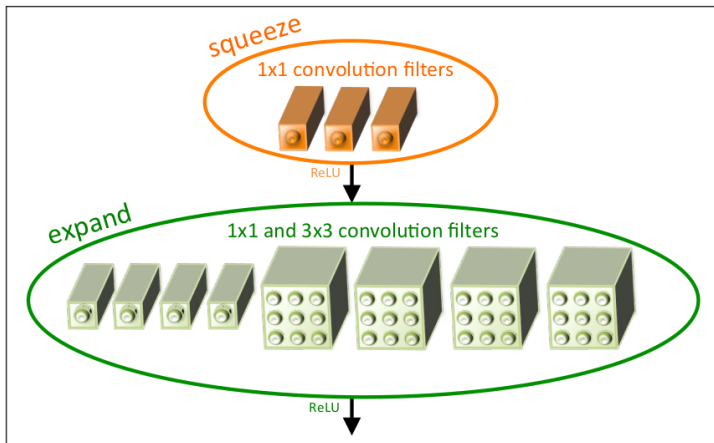 squeeze
1x1 convolution filters
ReLU
expand
1x1 and 3x3 convolution filters
ReLU